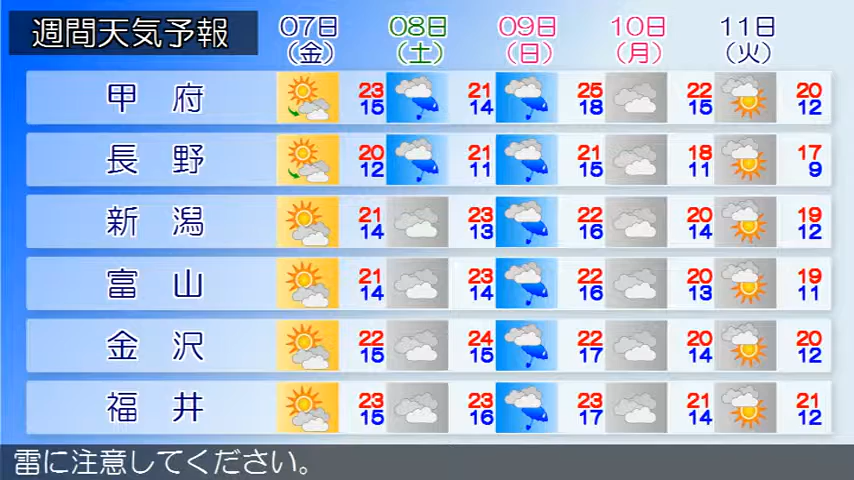 週間天気予報
07日 08日 09日 10日 11日
(金) (土) (日) (月) (火)
甲 府 23 21 25 22 20
15 14 18 15 12
長 野 20 21 21 18 17
12 11 15 11 9
新 潟 21 23 22 20 19
14 13 16 14 12
富 山 21 23 22 20 19
14 14 16 13 11
金 沢 22 24 22 20 20
15 15 17 14 12
福 井 23 23 23 21 21
15 16 17 14 12
雷に注意してください。